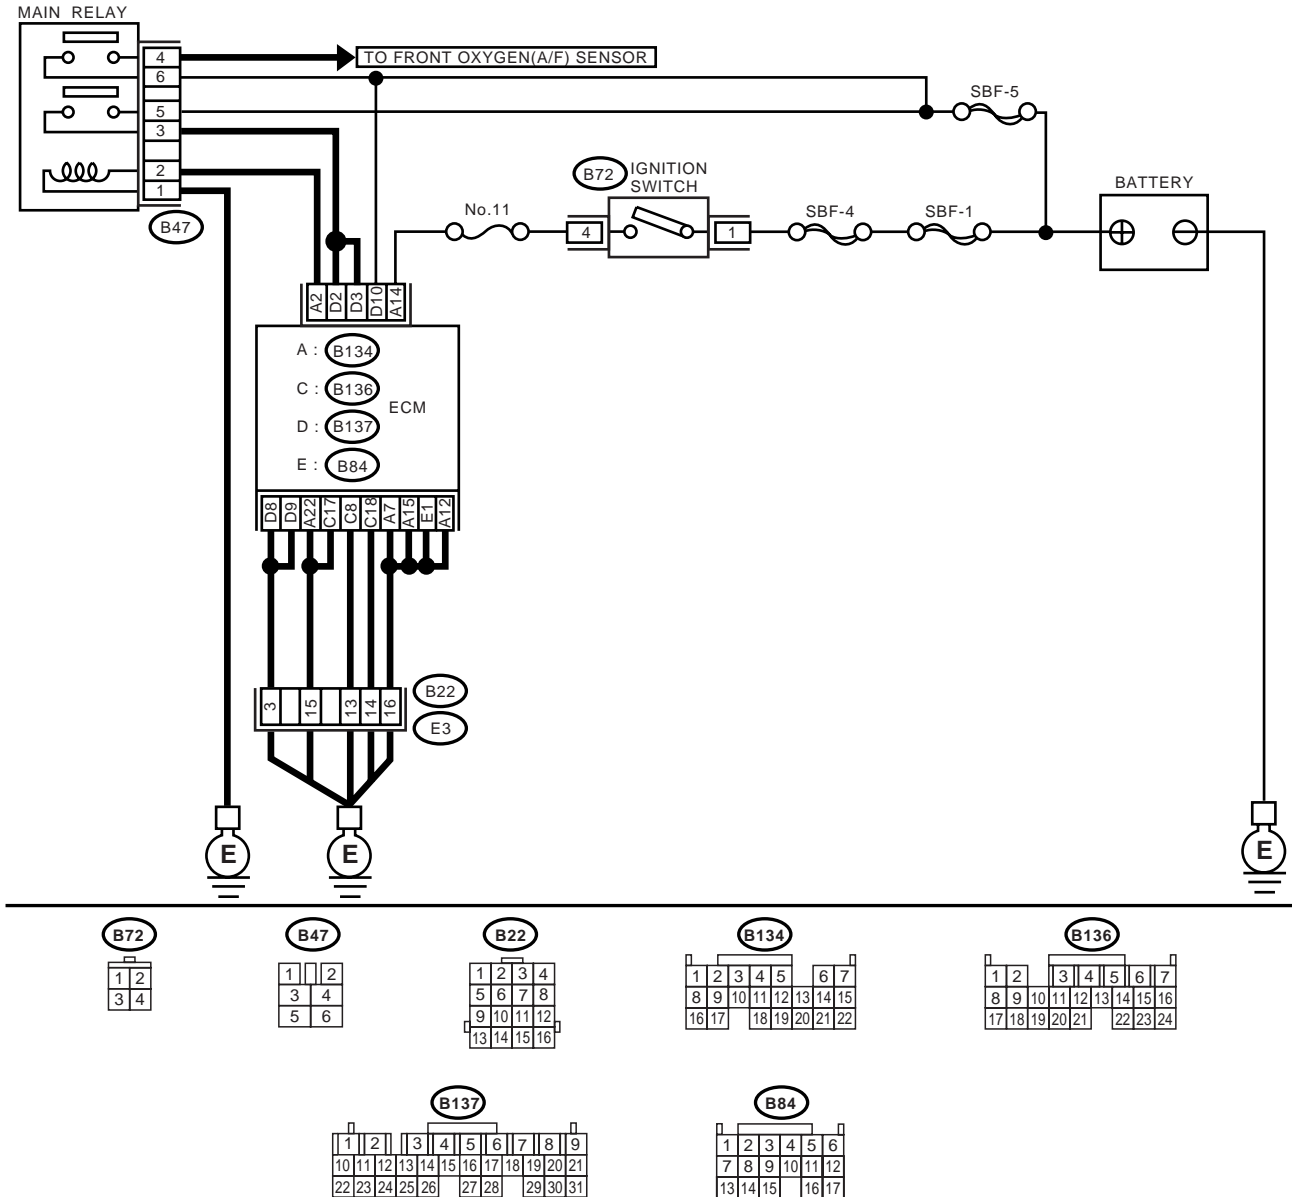 MAIN RELAY
4
TO FRONT OXYGEN(A/F) SENSOR
6
5
SBF-5
3
2
1
B47
B72
IGNITION
SWITCH
BATTERY
No.11
4
1
SBF-4
SBF-1
A2 D2 D3 D10 A14
A : B134
C : B136
ECM
D : B137
E : B84
D8 D9 A22 C17 C8 C18 A7 A15 E1 A12
3 15 13 14 16
B22
E3
E E E
B72
1 2
3 4
B47
1 2
3 4
5 6
B22
1 2 3 4
5 6 7 8
9 10 11 12
13 14 15 16
B134
1 2 3 4 5 6 7
8 9 10 11 12 13 14 15
16 17 18 19 20 21 22
B136
1 2 3 4 5 6 7
8 9 10 11 12 13 14 15 16
17 18 19 20 21 22 23 24
B137
1 2 3 4 5 6 7 8 9
10 11 12 13 14 15 16 17 18 19 20 21
22 23 24 25 26 27 28 29 30 31
B84
1 2 3 4 5 6
7 8 9 10 11 12
13 14 15 16 17